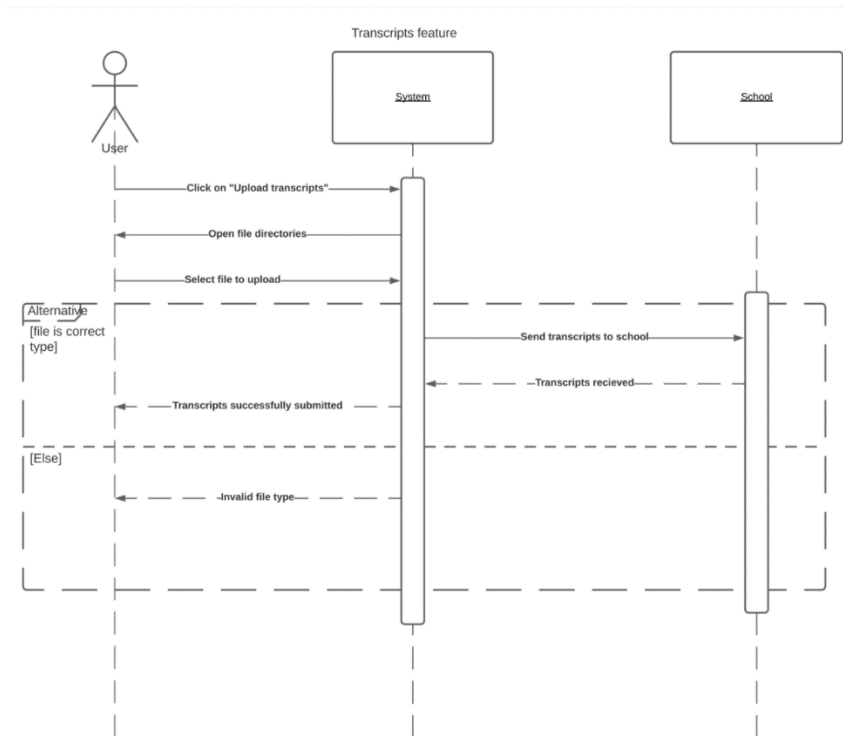 Transcripts feature
System
School
User
Click on "Upload transcripts"
Open file directories
Select file to upload
Alternative
[file is correct
type]
Send transcripts to school
Transcripts recieved
Transcripts successfully submitted
[Else]
Invalid file type